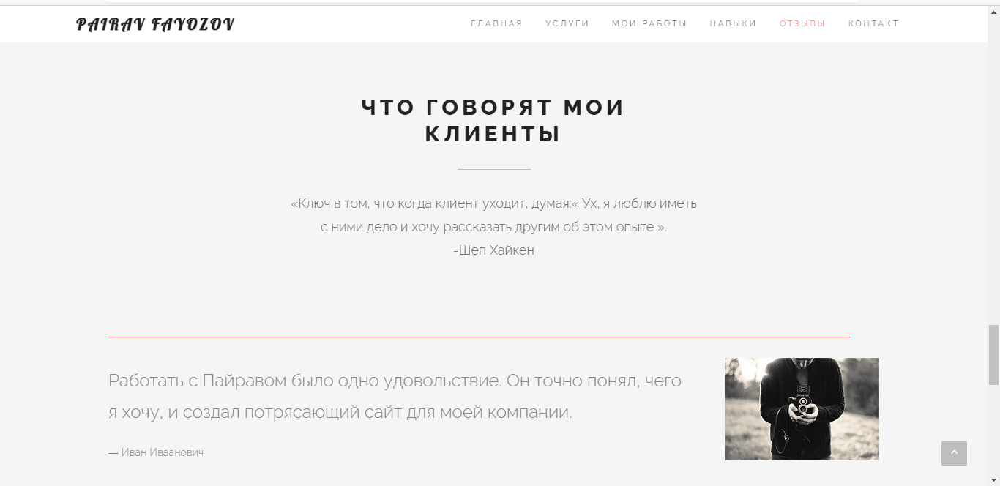 PAIRAV FAYOZOV
ГЛАВНАЯ УСЛУГИ МОИ РАБОТЫ НАВЫКИ ОТЗЫВЫ КОНТАКТ
ЧТО ГОВОРЯТ МОИ
КЛИЕНТЫ
«Ключ в том, что когда клиент уходит, думая:« Ух, я люблю иметь
с ними дело и хочу рассказать другим об этом опыте ».
-Шеп Хайкен
Работать с Пайравом было одно удовольствие. Он точно понял, чего
я хочу, и создал потрясающий сайт для моей компании.
— Иван Иваанович